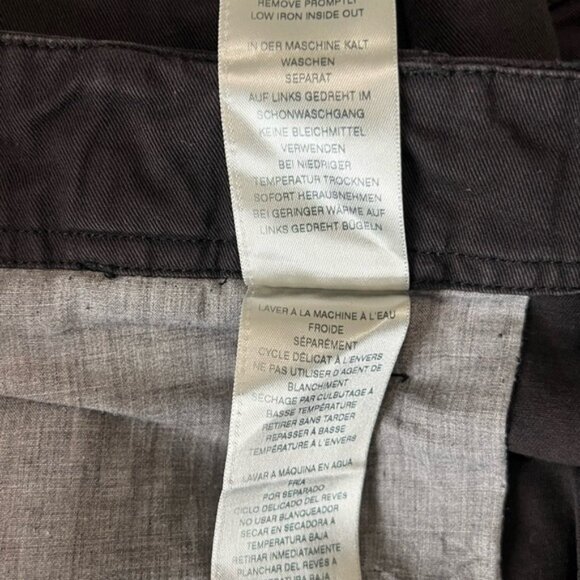 REMOVE PROMPTLY
LOW IRON INSIDE OUT
IN DER MASCHINE KALT
WASCHEN
SEPARAT
AUF LINKS GEDREHT IM
SCHONWASCHGANG
KEINE BLEICHMITTEL
VERWENDEN
BEI NIEDRIGER
TEMPERATUR TROCKNEN
SOFORT HERAUSNEHMEN
BEI GERINGER WÄRME AUF
LINKS GEDREHT BÜGELN
LAVER À LA MACHINE À L'EAU
FROIDE
SÉPARÉMENT
CYCLE DÉLICAT À L'ENVERS
NE PAS UTILISER D'AGENT DE
BLANCHIMENT
SÉCHAGE PAR CULBUTAGE À
BASSE TEMPÉRATURE
RETIRER SANS TARDER
REPASSER À BASSE
TEMPÉRATURE À L'ENVERS
LAVAR A MÁQUINA EN AGUA
FRÍA
POR SEPARADO
CICLO DELICADO DEL REVÉS
NO USAR BLANQUEADOR
SECAR EN SECADORA A
TEMPERATURA BAJA
RETIRAR INMEDIATAMENTE
PLANCHAR DEL REVÉS A
TEMPERATURA BAJA